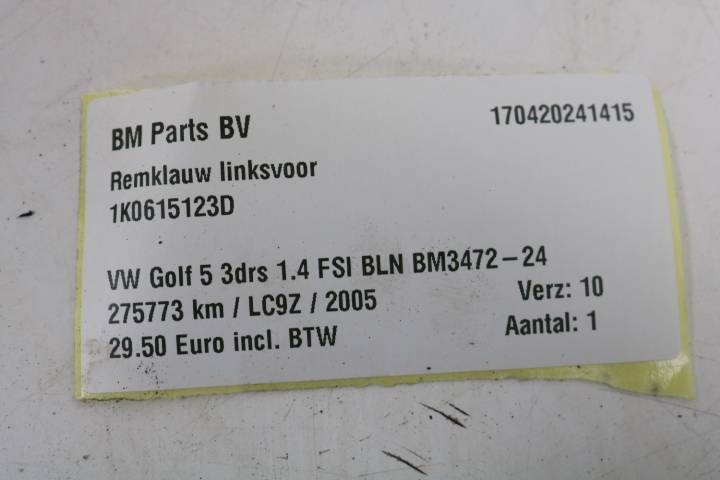 BM Parts BV 170420241415
Remklauw linksvoor
1K0615123D
VW Golf 5 3drs 1.4 FSI BLN BM3472-24
275773 km / LC9Z / 2005 Verz: 10
29.50 Euro incl. BTW Aantal: 1